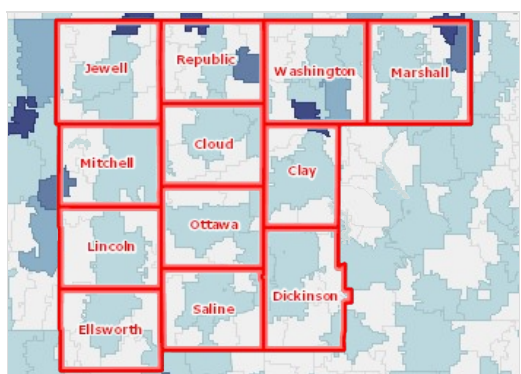 Jewell
Republic
Washington
Marshall
Mitchell
Cloud
Clay
Lincoln
Ottawa
Ellsworth
Saline
Dickinson